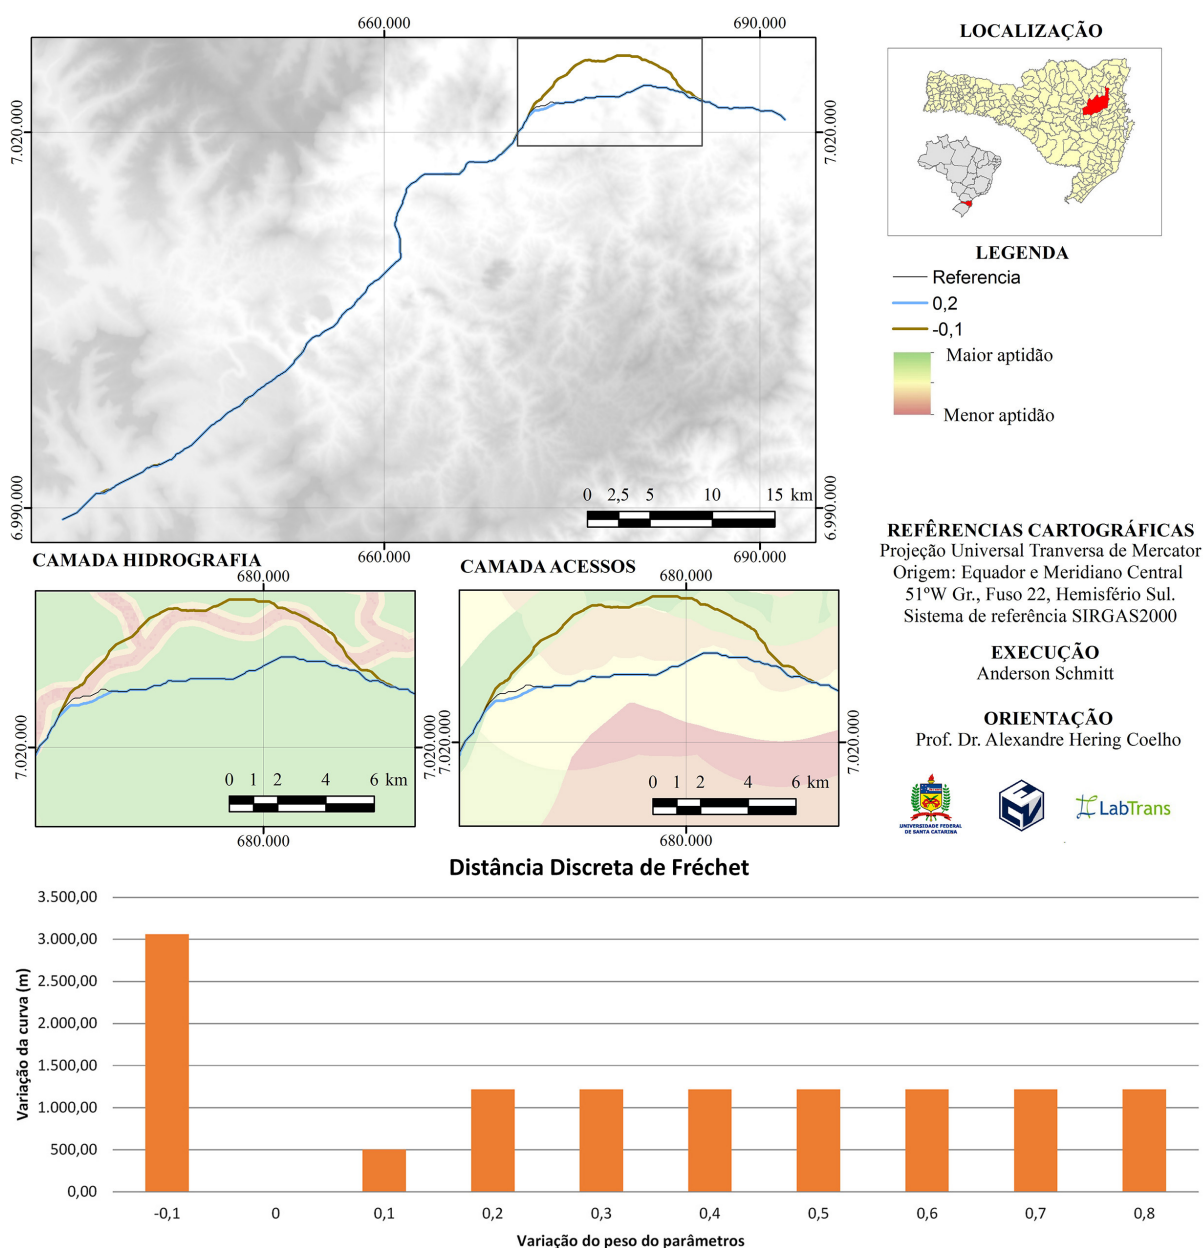 660.000
690.000
7.020.000
7.020.000
6.990.000
6.990.000
0 2,5 5 10 15 km
660.000
690.000
LOCALIZAÇÃO
LEGENDA
Referencia
0,2
-0,1
Maior aptidão
Menor aptidão
REFÊRENCIAS CARTOGRÁFICAS
Projeção Universal Tranversa de Mercator
Origem: Equador e Meridiano Central
51ºW Gr., Fuso 22, Hemisfério Sul.
Sistema de referência SIRGAS2000
EXECUÇÃO
Anderson Schmitt
ORIENTAÇÃO
Prof. Dr. Alexandre Hering Coelho
UNIVERSIDADE FEDERAL
DE SANTA CATARINA
ECV
LabTrans
CAMADA HIDROGRAFIA
680.000
7.020.000
7.020.000
0 1 2 4 6 km
680.000
CAMADA ACESSOS
680.000
7.020.000
7.020.000
0 1 2 4 6 km
680.000
Distância Discreta de Fréchet
Variação da curva (m)
3.500,00
3.000,00
2.500,00
2.000,00
1.500,00
1.000,00
500,00
0,00
-0,1 0 0,1 0,2 0,3 0,4 0,5 0,6 0,7 0,8
Variação do peso do parâmetros